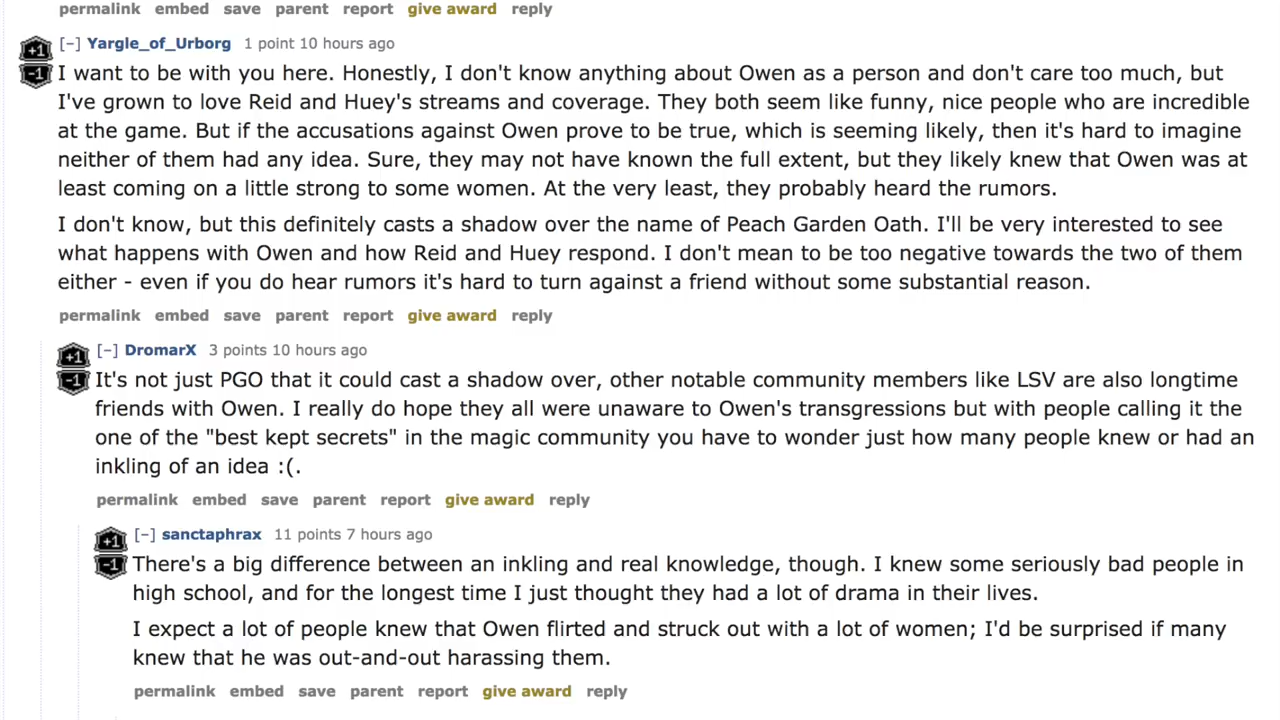 permalink embed save parent report give award reply
+1 [–] Yargle_of_Urborg 1 point 10 hours ago
-1 I want to be with you here. Honestly, I don't know anything about Owen as a person and don't care too much, but
I've grown to love Reid and Huey's streams and coverage. They both seem like funny, nice people who are incredible
at the game. But if the accusations against Owen prove to be true, which is seeming likely, then it's hard to imagine
neither of them had any idea. Sure, they may not have known the full extent, but they likely knew that Owen was at
least coming on a little strong to some women. At the very least, they probably heard the rumors.
I don't know, but this definitely casts a shadow over the name of Peach Garden Oath. I'll be very interested to see
what happens with Owen and how Reid and Huey respond. I don't mean to be too negative towards the two of them
either - even if you do hear rumors it's hard to turn against a friend without some substantial reason.
permalink embed save parent report give award reply
+1 [–] DromarX 3 points 10 hours ago
-1 It's not just PGO that it could cast a shadow over, other notable community members like LSV are also longtime
friends with Owen. I really do hope they all were unaware to Owen's transgressions but with people calling it the
one of the "best kept secrets" in the magic community you have to wonder just how many people knew or had an
inkling of an idea :(.
permalink embed save parent report give award reply
+1 [–] sanctaphrax 11 points 7 hours ago
-1 There's a big difference between an inkling and real knowledge, though. I knew some seriously bad people in
high school, and for the longest time I just thought they had a lot of drama in their lives.
I expect a lot of people knew that Owen flirted and struck out with a lot of women; I'd be surprised if many
knew that he was out-and-out harassing them.
permalink embed save parent report give award reply